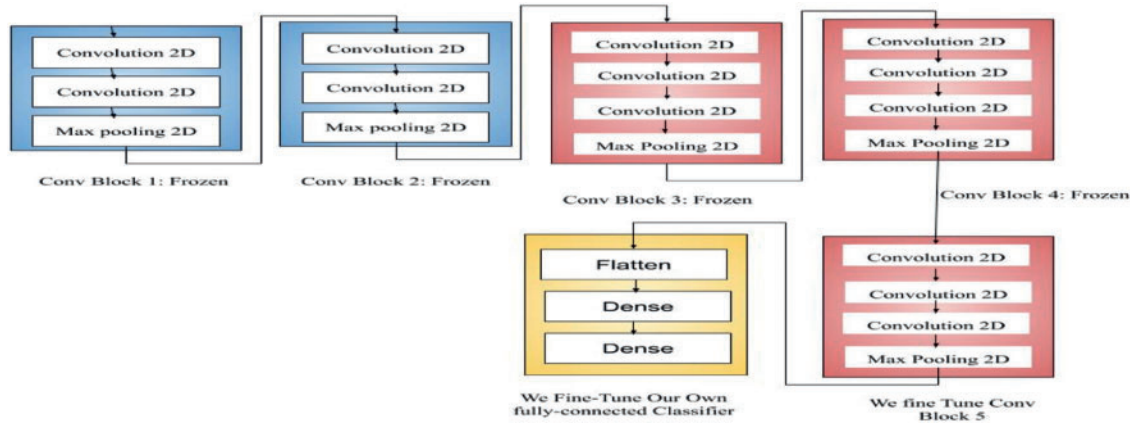 Convolution 2D
Convolution 2D
Max pooling 2D
Conv Block 1: Frozen
Convolution 2D
Convolution 2D
Max pooling 2D
Conv Block 2: Frozen
Convolution 2D
Convolution 2D
Convolution 2D
Max Pooling 2D
Conv Block 3: Frozen
Convolution 2D
Convolution 2D
Convolution 2D
Max Pooling 2D
Conv Block 4: Frozen
Convolution 2D
Convolution 2D
Convolution 2D
Max Pooling 2D
We fine Tune Conv
Block 5
Flatten
Dense
Dense
We Fine-Tune Our Own
fully-connected Classifier